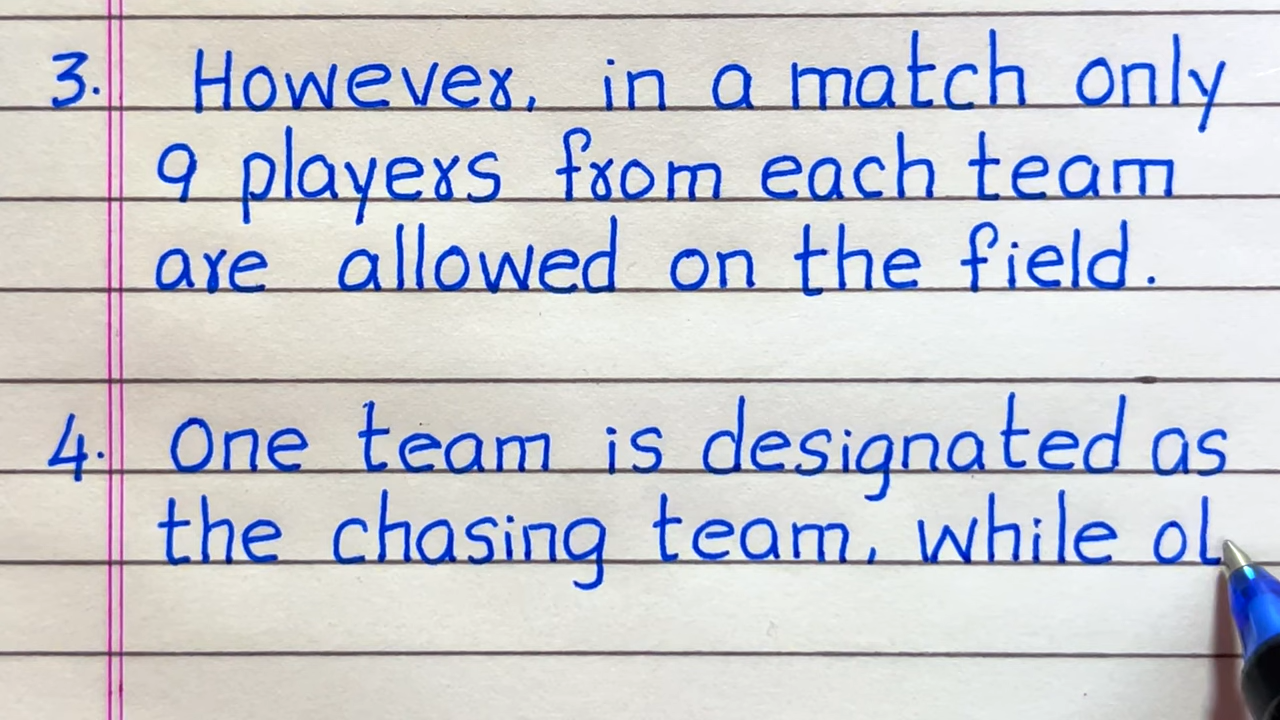 3. However, in a match only
9 players from each team
are allowed on the field.
4. One team is designated as
the chasing team, while